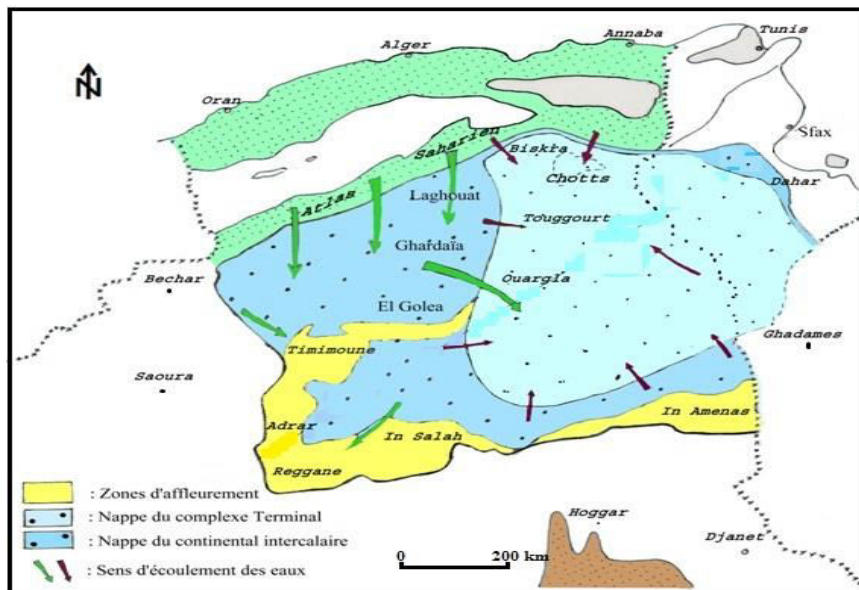 Tunis
Annaba
Alger
N
Oran
Sfax
Saharien
Biskra
Chotts
Dahar
Atlas
Laghouat
Touggourt
Ghardaïa
Bechar
Ouargla
El Golea
Timimoune
Ghadames
Saoura
In Amenas
Adrar
In Salah
Reggane
: Zones d'affleurement
: Nappe du complexe Terminal
Hoggar
: Nappe du continental intercalaire
Djanet
0 200 km
: Sens d'écoulement des eaux